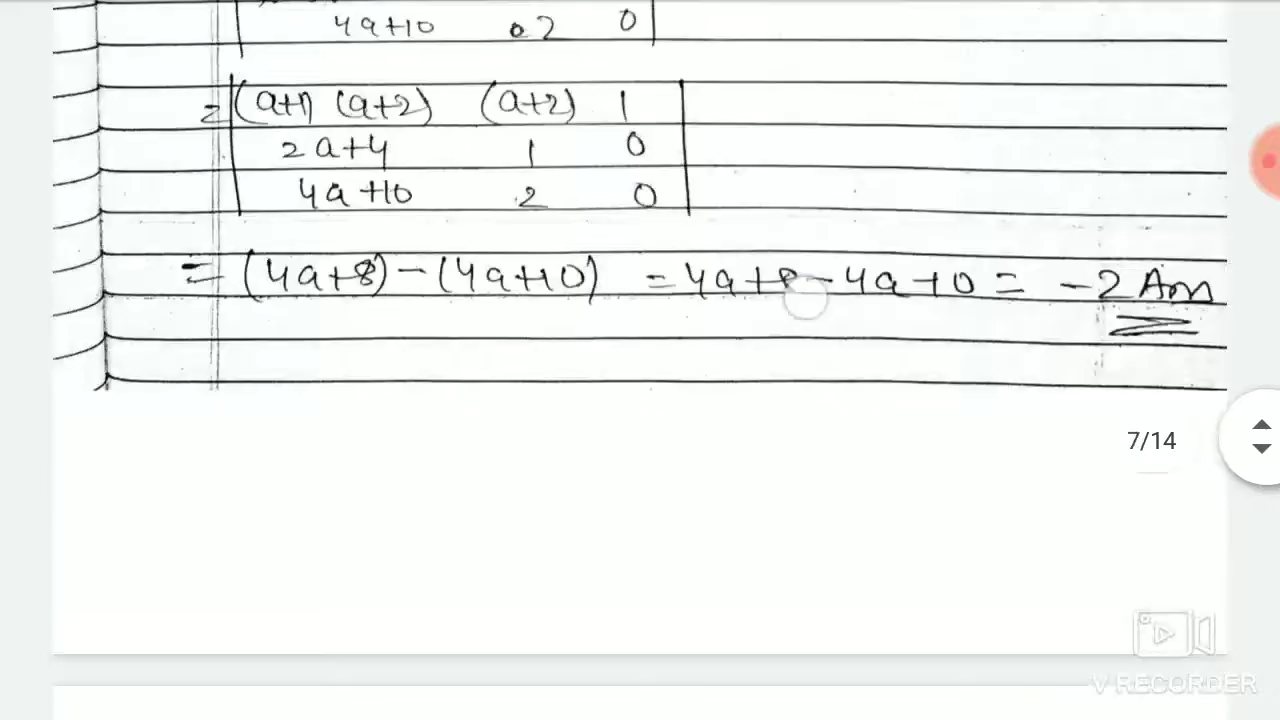 4a+10 2 0
= (a+1) (a+2) (a+2) 1
2a+4 1 0
4a+10 2 0
= (4a+8) - (4a+10) = 4a+8 - 4a+0 = - 2 Ans
7/14
V RECORDER